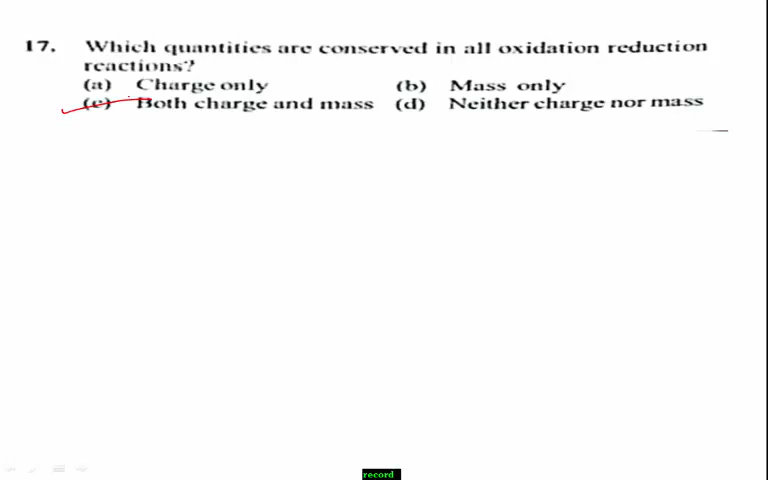 17. Which quantities are conserved in all oxidation reduction
reactions?
(a) Charge only (b) Mass only
(c) Both charge and mass (d) Neither charge nor mass
record